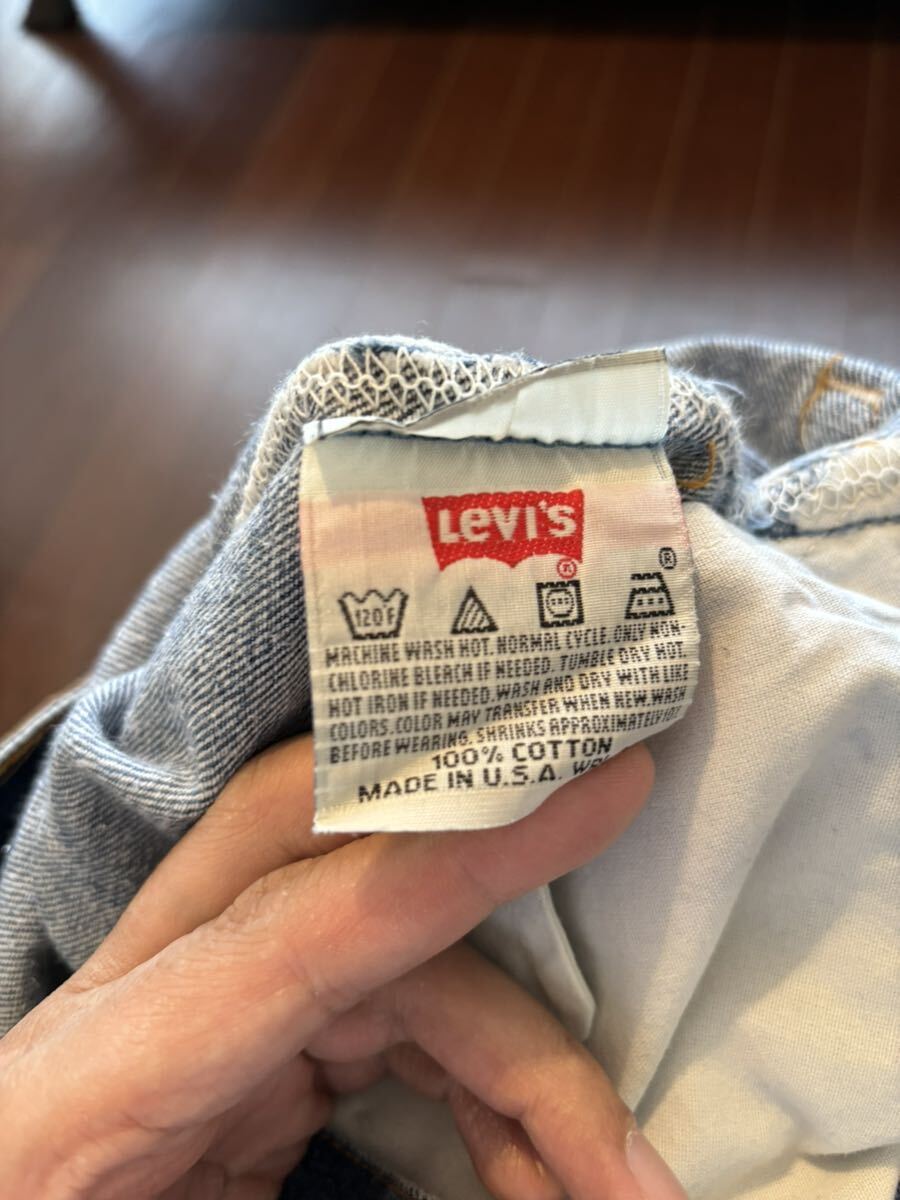 Levi's
®
®
120°F
MACHINE WASH HOT. NORMAL CYCLE. ONLY NON-
CHLORINE BLEACH IF NEEDED. TUMBLE DRY HOT.
HOT IRON IF NEEDED. WASH AND DRY WITH LIKE
COLORS. COLOR MAY TRANSFER WHEN NEW. WASH
BEFORE WEARING. SHRINKS APPROXIMATELY 10%
100% COTTON
MADE IN U.S.A.